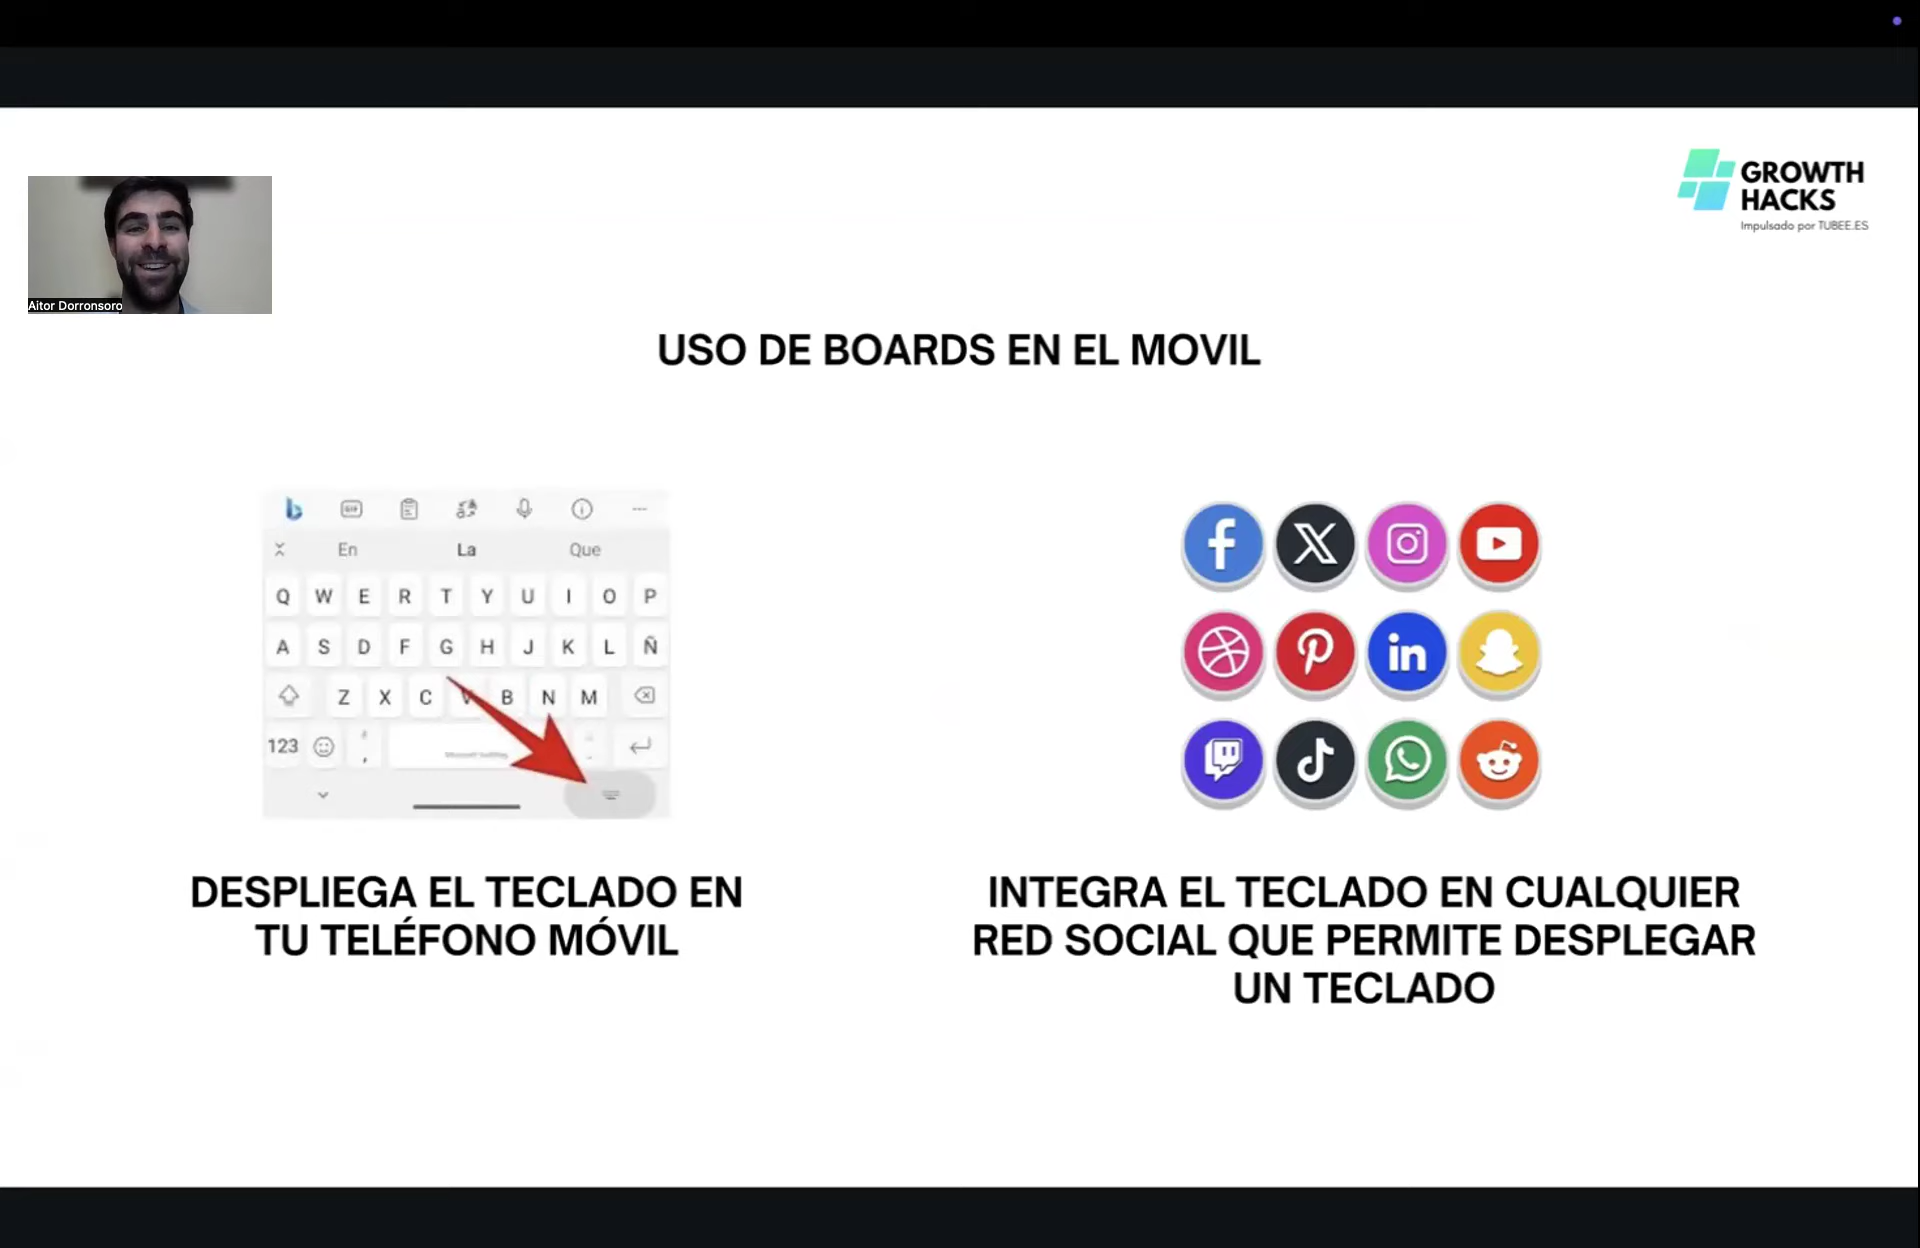 GROWTH
HACKS
Impulsado por TUBEE.ES
Aitor Dorronsoro
USO DE BOARDS EN EL MOVIL
GIF
En La Que
Q W E R T Y U I O P
A S D F G H J K L Ñ
Z X C V B N M
123 ,
DESPLIEGA EL TECLADO EN
TU TELÉFONO MÓVIL
INTEGRA EL TECLADO EN CUALQUIER
RED SOCIAL QUE PERMITE DESPLEGAR
UN TECLADO